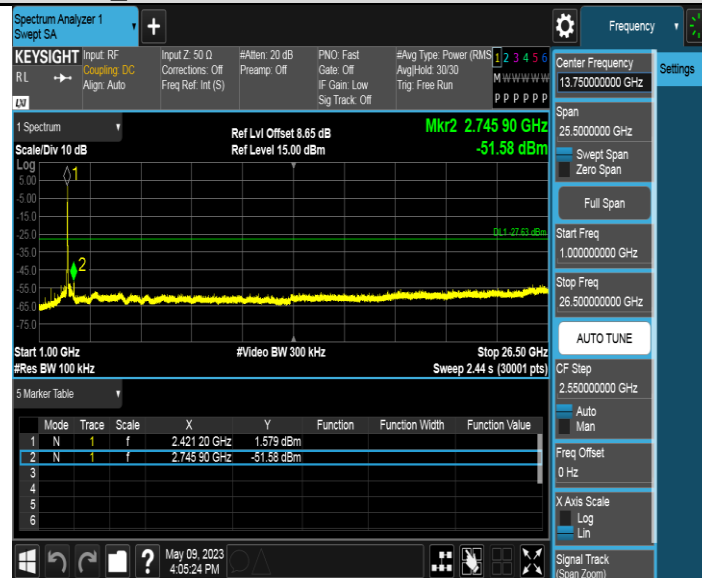 Spectrum Analyzer 1
Swept SA
Frequency
KEYSIGHT
RL
LXI
Input: RF
Coupling: DC
Align: Auto
Input Z: 50 Ω
Corrections: Off
Freq Ref: Int (S)
#Atten: 20 dB
Preamp: Off
PNO: Fast
Gate: Off
IF Gain: Low
Sig Track: Off
#Avg Type: Power (RMS
Avg|Hold: 30/30
Trig: Free Run
1 2 3 4 5 6
M W W W W W
P P P P P P
1 Spectrum
Scale/Div 10 dB
Ref Lvl Offset 8.65 dB
Ref Level 15.00 dBm
Mkr2 2.745 90 GHz
-51.58 dBm
Log
5.00
-5.00
-15.0
-25.0
-35.0
-45.0
-55.0
-65.0
-75.0
1
2
DL1 -27.63 dBm
Start 1.00 GHz
#Res BW 100 kHz
#Video BW 300 kHz
Stop 26.50 GHz
Sweep 2.44 s (30001 pts)
5 Marker Table
Mode Trace Scale X Y Function Function Width Function Value
1 N 1 f 2.421 20 GHz 1.579 dBm
2 N 1 f 2.745 90 GHz -51.58 dBm
3
4
5
6
?
May 09, 2023
4:05:24 PM
Center Frequency
13.750000000 GHz
Settings
Span
25.5000000 GHz
Swept Span
Zero Span
Full Span
Start Freq
1.000000000 GHz
Stop Freq
26.500000000 GHz
AUTO TUNE
CF Step
2.550000000 GHz
Auto
Man
Freq Offset
0 Hz
X Axis Scale
Log
Lin
Signal Track
(Span Zoom)